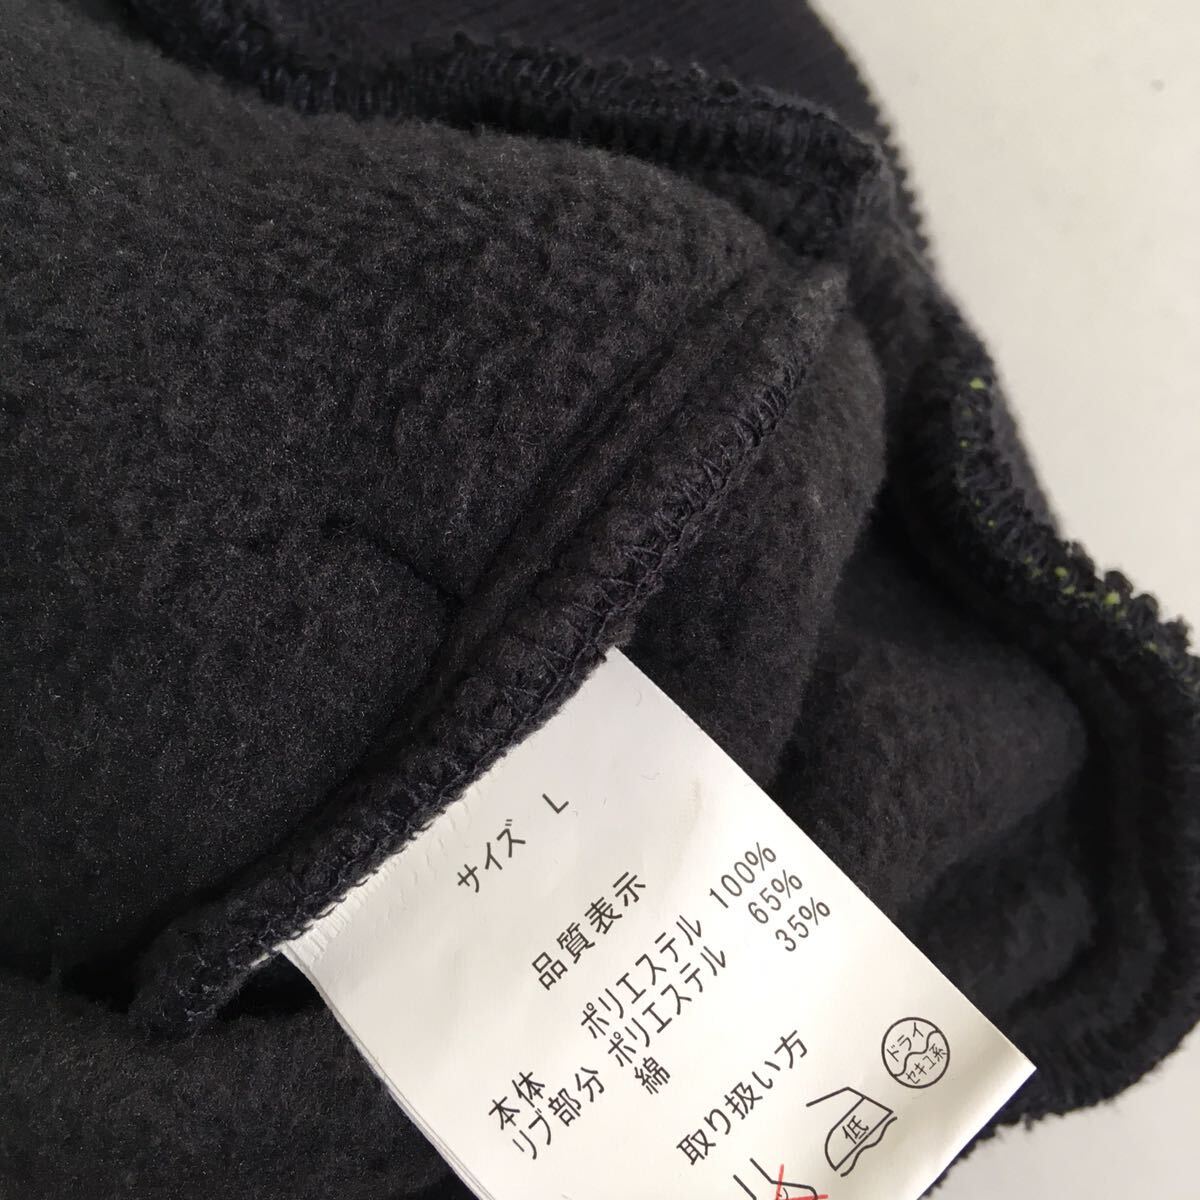 サイズ L
品質表示
本体 ポリエステル 100%
リブ部分 ポリエステル 65%
綿 35%
取り扱い方
低
ドライ
セキユ系